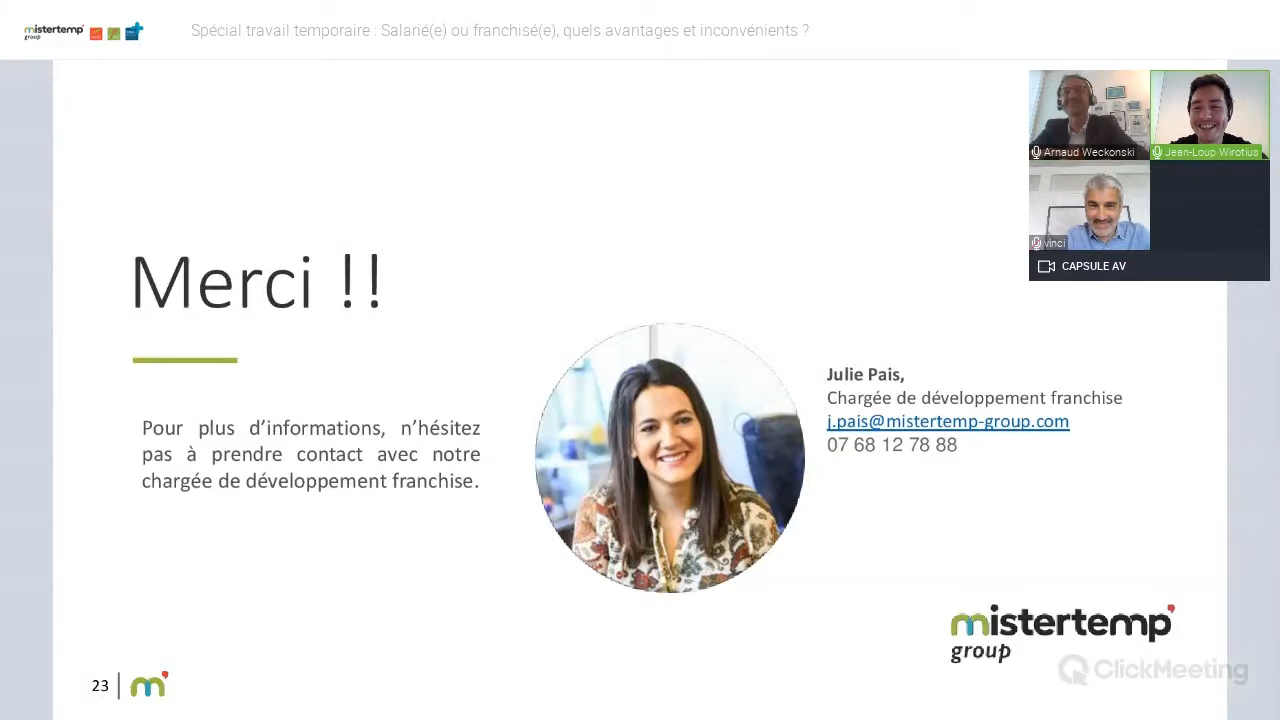 mistertemp'
group
Spécial travail temporaire : Salarié(e) ou franchisé(e), quels avantages et inconvénients ?
Arnaud Weckonski
Jean-Loup Wirotius
vinci
CAPSULE AV
Merci !!
Pour plus d'informations, n'hésitez
pas à prendre contact avec notre
chargée de développement franchise.
Julie Pais,
Chargée de développement franchise
j.pais@mistertemp-group.com
07 68 12 78 88
mistertemp'
group
ClickMeeting
23
m'